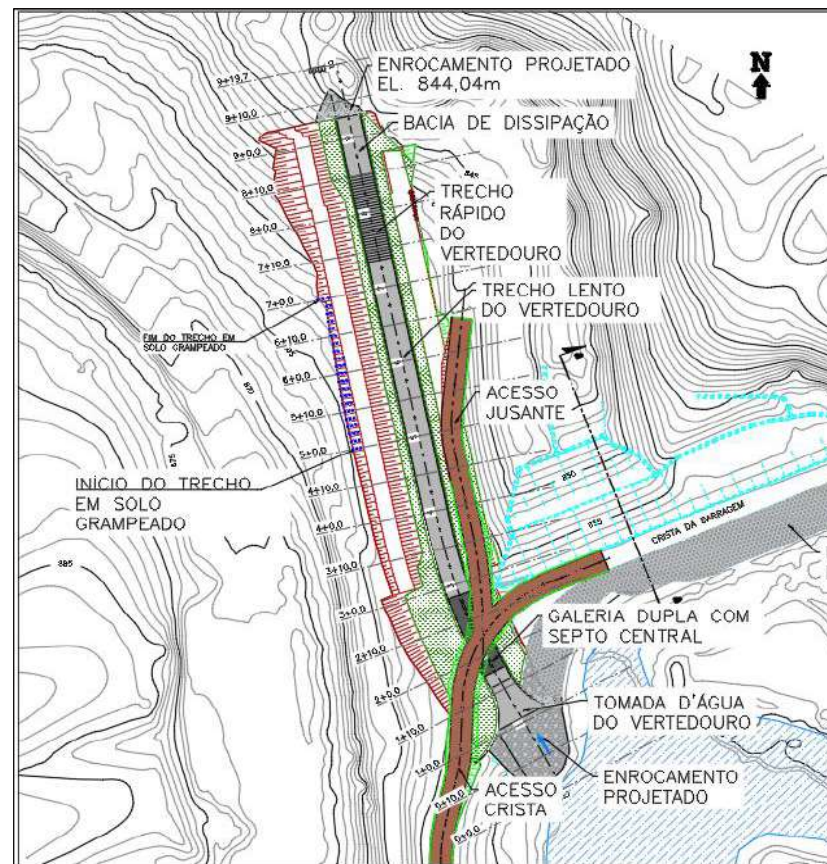 N
ENROCAMENTO PROJETADO
EL. 844,04m
BACIA DE DISSIPAÇÃO
TRECHO
RÁPIDO
DO
VERTEDOURO
TRECHO LENTO
DO VERTEDOURO
FIM DO TRECHO EM
SOLO GRAMPEADO
ACESSO
JUSANTE
INÍCIO DO TRECHO
EM SOLO
GRAMPEADO
CRISTA DA BARRAGEM
GALERIA DUPLA COM
SEPTO CENTRAL
TOMADA D'ÁGUA
DO VERTEDOURO
ENROCAMENTO
PROJETADO
ACESSO
CRISTA
9+19,7
9+10,0
9+0,0
8+10,0
8+0,0
7+10,0
7+0,0
6+10,0
6+0,0
5+10,0
5+0,0
4+10,0
4+0,0
3+10,0
3+0,0
2+10,0
2+0,0
1+10,0
1+0,0
0+10,0
0+0,0
870
875
885
850
855